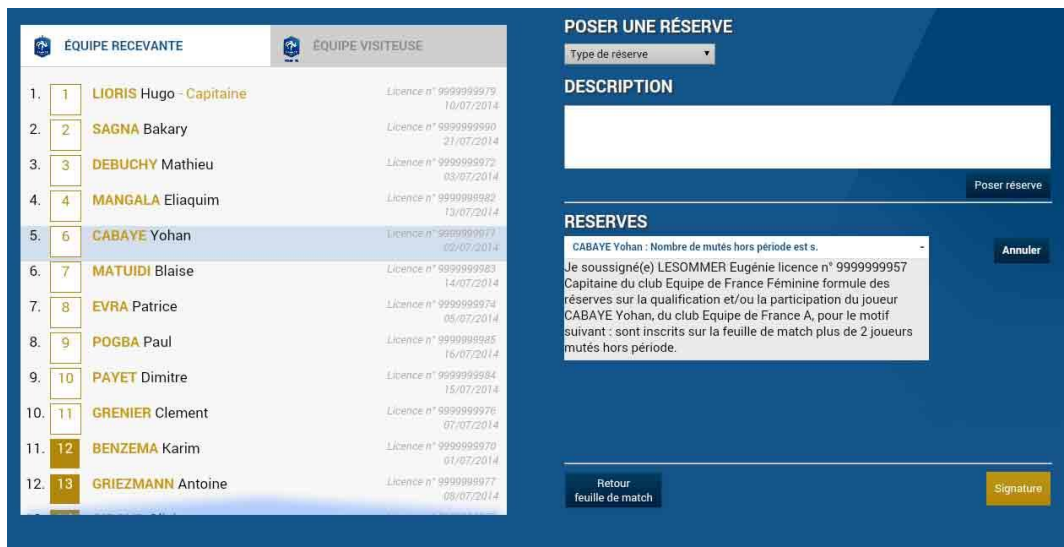 ÉQUIPE RECEVANTE
ÉQUIPE VISITEUSE
1. 1 LIORIS Hugo - Capitaine Licence n° 9999999979
10/07/2014
2. 2 SAGNA Bakary Licence n° 9999999990
21/07/2014
3. 3 DEBUCHY Mathieu Licence n° 9999999972
03/07/2014
4. 4 MANGALA Eliaquim Licence n° 9999999982
13/07/2014
5. 6 CABAYE Yohan Licence n° 9999999971
02/07/2014
6. 7 MATUIDI Blaise Licence n° 9999999983
14/07/2014
7. 8 EVRA Patrice Licence n° 9999999974
05/07/2014
8. 9 POGBA Paul Licence n° 9999999985
16/07/2014
9. 10 PAYET Dimitre Licence n° 9999999984
15/07/2014
10. 11 GRENIER Clement Licence n° 9999999976
07/07/2014
11. 12 BENZEMA Karim Licence n° 9999999970
01/07/2014
12. 13 GRIEZMANN Antoine Licence n° 9999999977
08/07/2014
POSER UNE RÉSERVE
Type de réserve
DESCRIPTION
Poser réserve
RESERVES
CABAYE Yohan : Nombre de mutés hors période est s. -
Annuler
Je soussigné(e) LESOMMER Eugénie licence n° 9999999957
Capitaine du club Equipe de France Féminine formule des
réserves sur la qualification et/ou la participation du joueur
CABAYE Yohan, du club Equipe de France A, pour le motif
suivant : sont inscrits sur la feuille de match plus de 2 joueurs
mutés hors période.
Retour
feuille de match
Signature